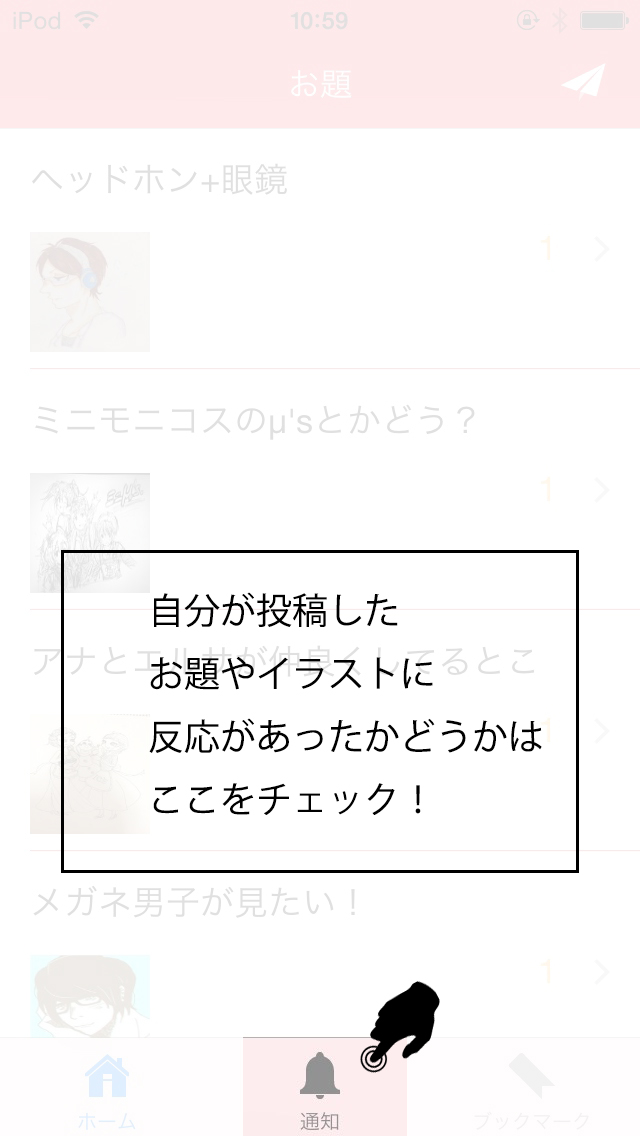 iPod 10:59
お題
ヘッドホン+眼鏡
1
ミニモニコスのμ'sとかどう？
1
アナとエルサが仲良くしてるとこ
1
自分が投稿した
お題やイラストに
反応があったかどうかは
ここをチェック！
メガネ男子が見たい！
1
ホーム 通知 ブックマーク